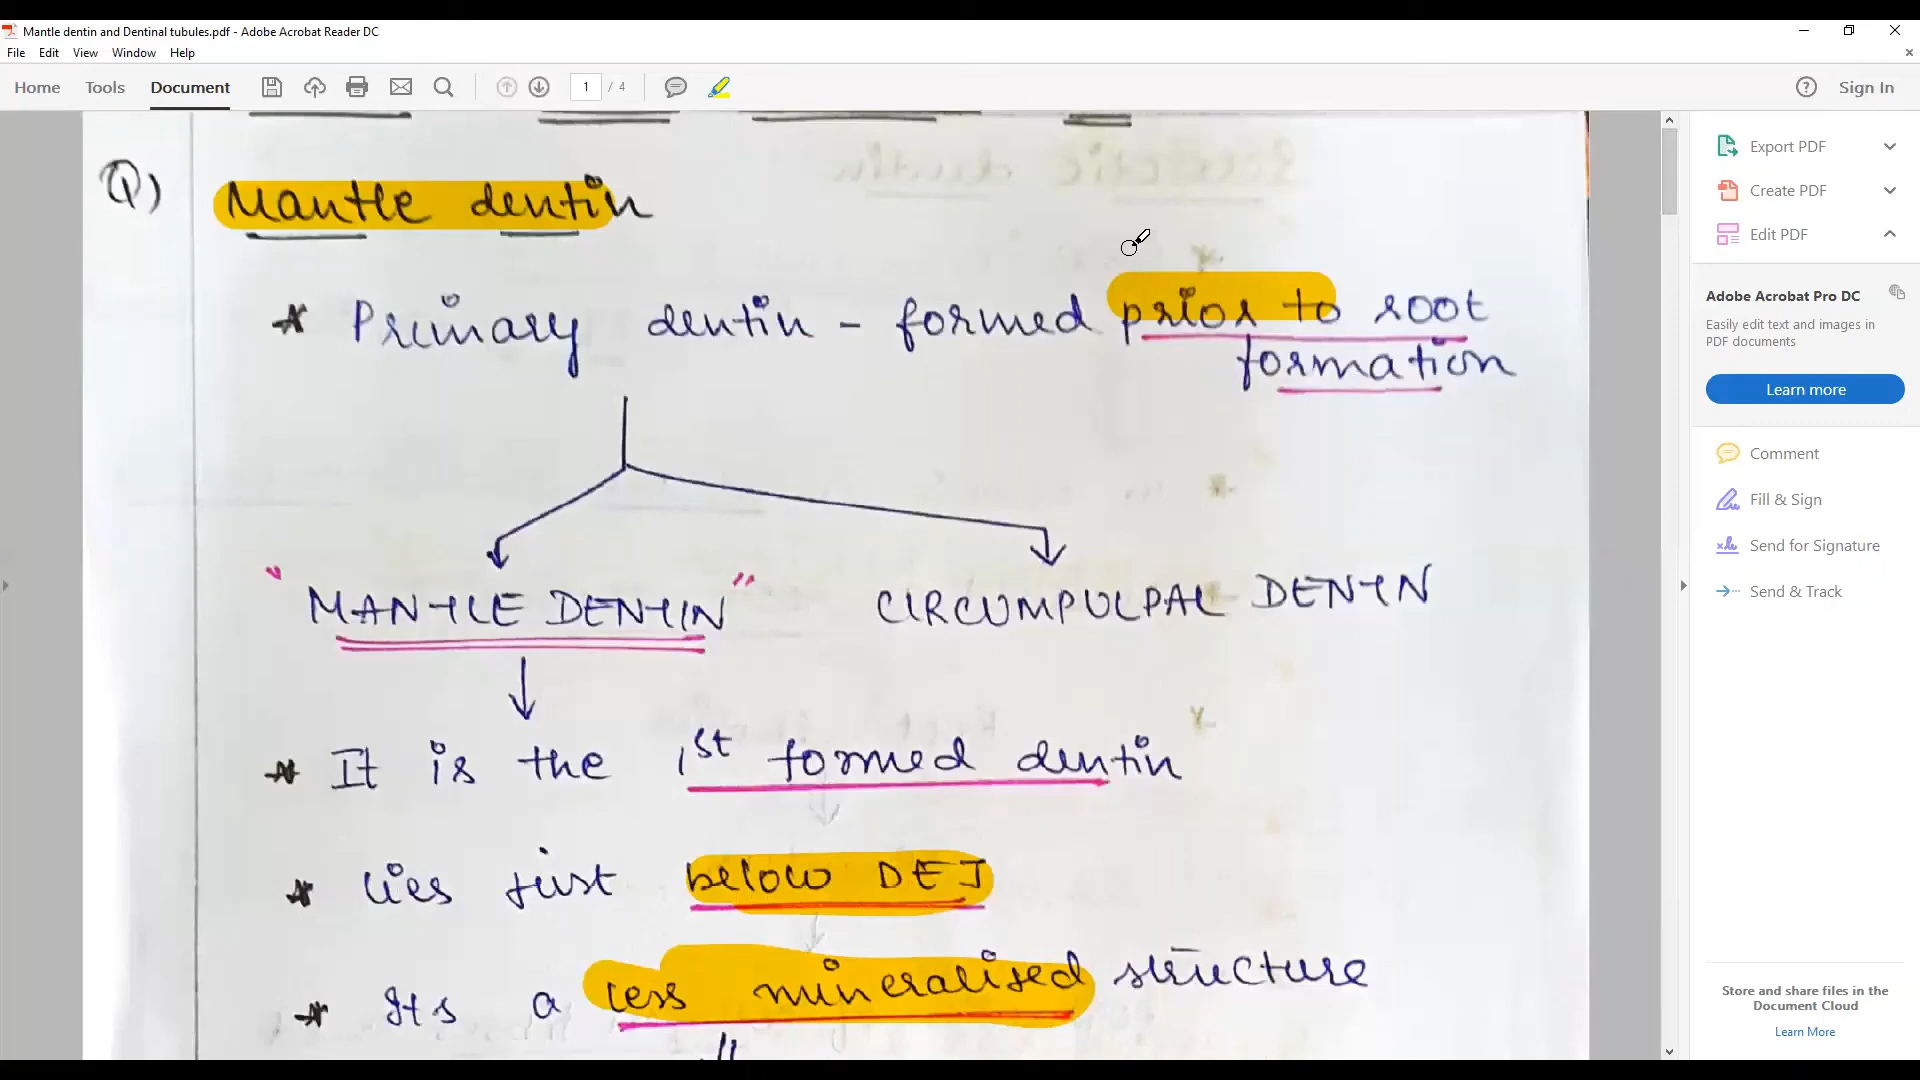 Mantle dentin and Dentinal tubules.pdf - Adobe Acrobat Reader DC
File Edit View Window Help
Home Tools Document 1 / 4 Sign In
Q) Mantle dentin
* Primary dentin - formed prior to root
formation
"MANTLE DENTIN" CIRCUMPULPAL DENTIN
* It is the 1st formed dentin
* lies just below DEJ
* Its a less mineralised structure
Export PDF
Create PDF
Edit PDF
Adobe Acrobat Pro DC
Easily edit text and images in
PDF documents
Learn more
Comment
Fill & Sign
Send for Signature
Send & Track
Store and share files in the
Document Cloud
Learn More